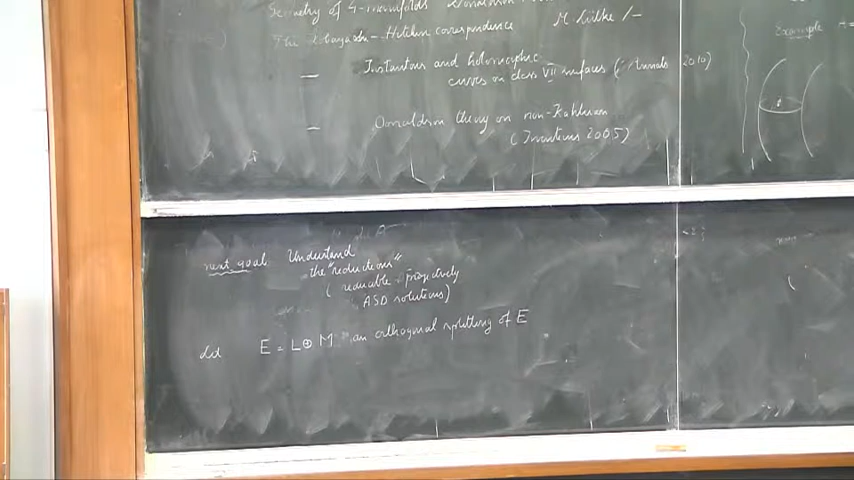 Geometry of 4-manifolds Donaldson
The Kobayashi-Hitchin correspondence M. Lübke /-
— Instantons and holomorphic
curves on class VII surfaces (Annals 2010)
— Donaldson theory on non-Kählerian
(Inventiones 2005)
Example
next goal Understand
the "reductions"
(reducible projectively
ASD solutions)
Let E = L⊕M an orthogonal splitting of E